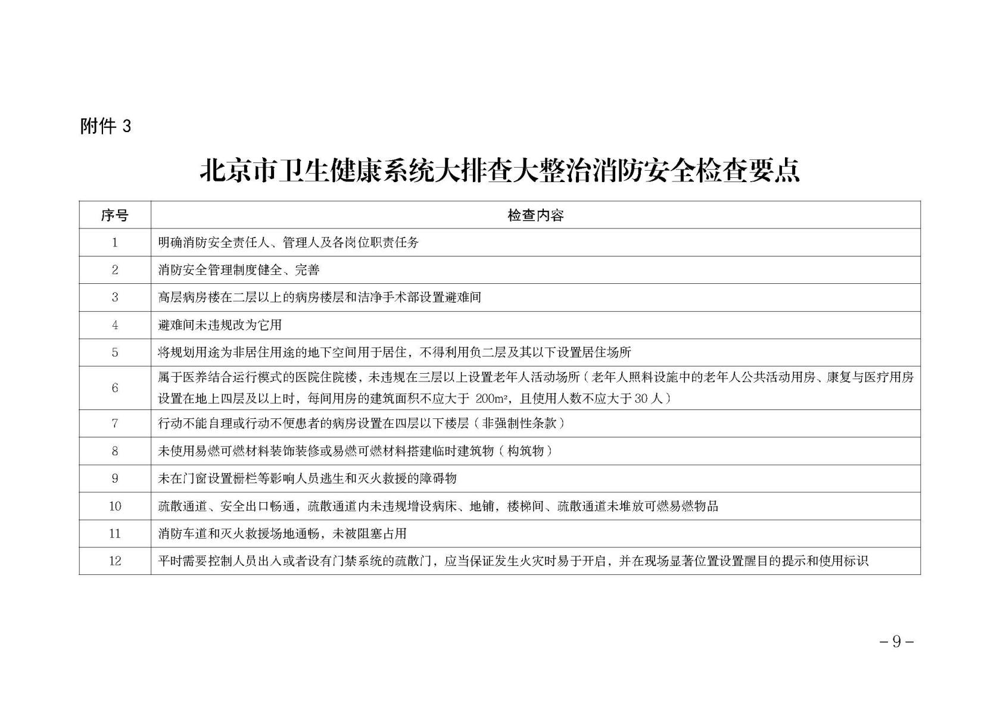 附件 3
北京市卫生健康系统大排查大整治消防安全检查要点
序号 检查内容
1 明确消防安全责任人、管理人及各岗位职责任务
2 消防安全管理制度健全、完善
3 高层病房楼在二层以上的病房楼层和洁净手术部设置避难间
4 避难间未违规改为它用
5 将规划用途为非居住用途的地下空间用于居住，不得利用负二层及其以下设置居住场所
6 属于医养结合运行模式的医院住院楼，未违规在三层以上设置老年人活动场所（老年人照料设施中的老年人公共活动用房、康复与医疗用房
设置在地上四层及以上时，每间用房的建筑面积不应大于 200m²，且使用人数不应大于30 人）
7 行动不能自理或行动不便患者的病房设置在四层以下楼层（非强制性条款）
8 未使用易燃可燃材料装饰装修或易燃可燃材料搭建临时建筑物（构筑物）
9 未在门窗设置栅栏等影响人员逃生和灭火救援的障碍物
10 疏散通道、安全出口畅通，疏散通道内未违规增设病床、地铺，楼梯间、疏散通道未堆放可燃易燃物品
11 消防车道和灭火救援场地通畅，未被阻塞占用
12 平时需要控制人员出入或者设有门禁系统的疏散门，应当保证发生火灾时易于开启，并在现场显著位置设置醒目的提示和使用标识
－9－